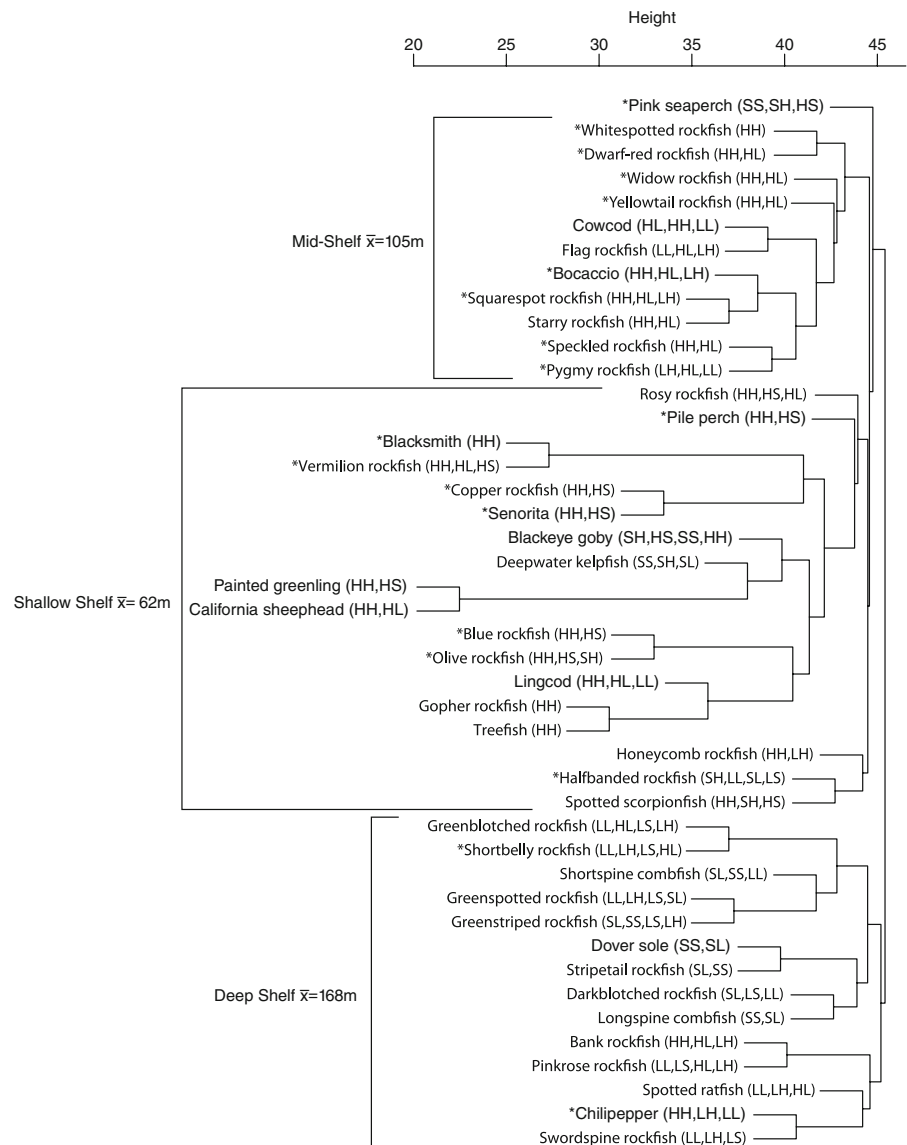 Height
20 25 30 35 40 45
*Pink seaperch (SS,SH,HS)
*Whitespotted rockfish (HH)
*Dwarf-red rockfish (HH,HL)
*Widow rockfish (HH,HL)
*Yellowtail rockfish (HH,HL)
Cowcod (HL,HH,LL)
Mid-Shelf x̅=105m
Flag rockfish (LL,HL,LH)
*Bocaccio (HH,HL,LH)
*Squarespot rockfish (HH,HL,LH)
Starry rockfish (HH,HL)
*Speckled rockfish (HH,HL)
*Pygmy rockfish (LH,HL,LL)
Rosy rockfish (HH,HS,HL)
*Pile perch (HH,HS)
*Blacksmith (HH)
*Vermilion rockfish (HH,HL,HS)
*Copper rockfish (HH,HS)
*Senorita (HH,HS)
Blackeye goby (SH,HS,SS,HH)
Deepwater kelpfish (SS,SH,SL)
Painted greenling (HH,HS)
Shallow Shelf x̅= 62m
California sheephead (HH,HL)
*Blue rockfish (HH,HS)
*Olive rockfish (HH,HS,SH)
Lingcod (HH,HL,LL)
Gopher rockfish (HH)
Treefish (HH)
Honeycomb rockfish (HH,LH)
*Halfbanded rockfish (SH,LL,SL,LS)
Spotted scorpionfish (HH,SH,HS)
Greenblotched rockfish (LL,HL,LS,LH)
*Shortbelly rockfish (LL,LH,LS,HL)
Shortspine combfish (SL,SS,LL)
Greenspotted rockfish (LL,LH,LS,SL)
Greenstriped rockfish (SL,SS,LS,LH)
Dover sole (SS,SL)
Stripetail rockfish (SL,SS)
Deep Shelf x̅=168m
Darkblotched rockfish (SL,LS,LL)
Longspine combfish (SS,SL)
Bank rockfish (HH,HL,LH)
Pinkrose rockfish (LL,LS,HL,LH)
Spotted ratfish (LL,LH,HL)
*Chilipepper (HH,LH,LL)
Swordspine rockfish (LL,LH,LS)